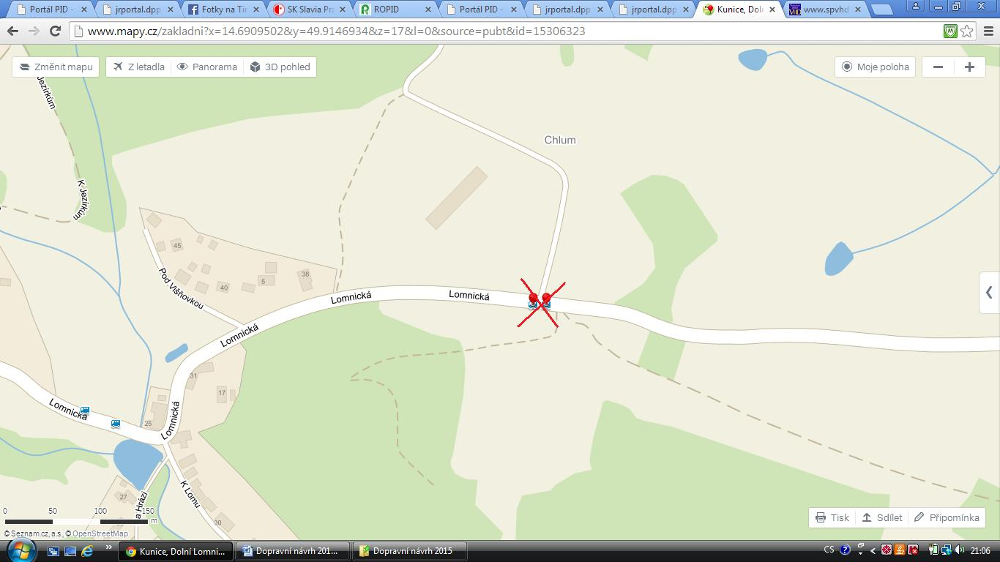 Portál PID -
jrportal.dpp
Fotky na Tir
SK Slavia Pra
ROPID
Portál PID -
jrportal.dpp
jrportal.dpp
Kunice, Dol
www.spvhd
www.mapy.cz/zakladni?x=14.6909502&y=49.9146934&z=17&l=0&source=pubt&id=15306323
Změnit mapu
Z letadla
Panorama
3D pohled
Moje poloha
Jezírkům
Chlum
K Jezírkům
45
5
38
40
Pod Višňovkou
Lomnická
Lomnická
Lomnická
31
17
Lomnická
Lomnická
25
K Lomu
27
30
a Hrázi
0 50 100 150
m
© Seznam.cz, a.s., © OpenStreetMap
Tisk
Sdílet
Připomínka
Kunice, Dolní Lomni...
Dopravní návrh 201...
Dopravní návrh 2015
CS
21:06